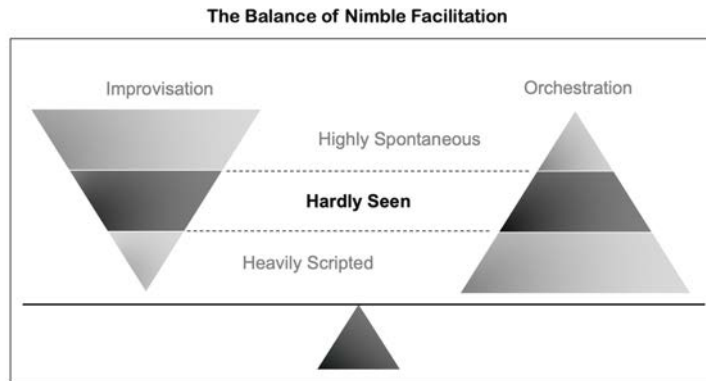 The Balance of Nimble Facilitation
Improvisation
Orchestration
Highly Spontaneous
Hardly Seen
Heavily Scripted